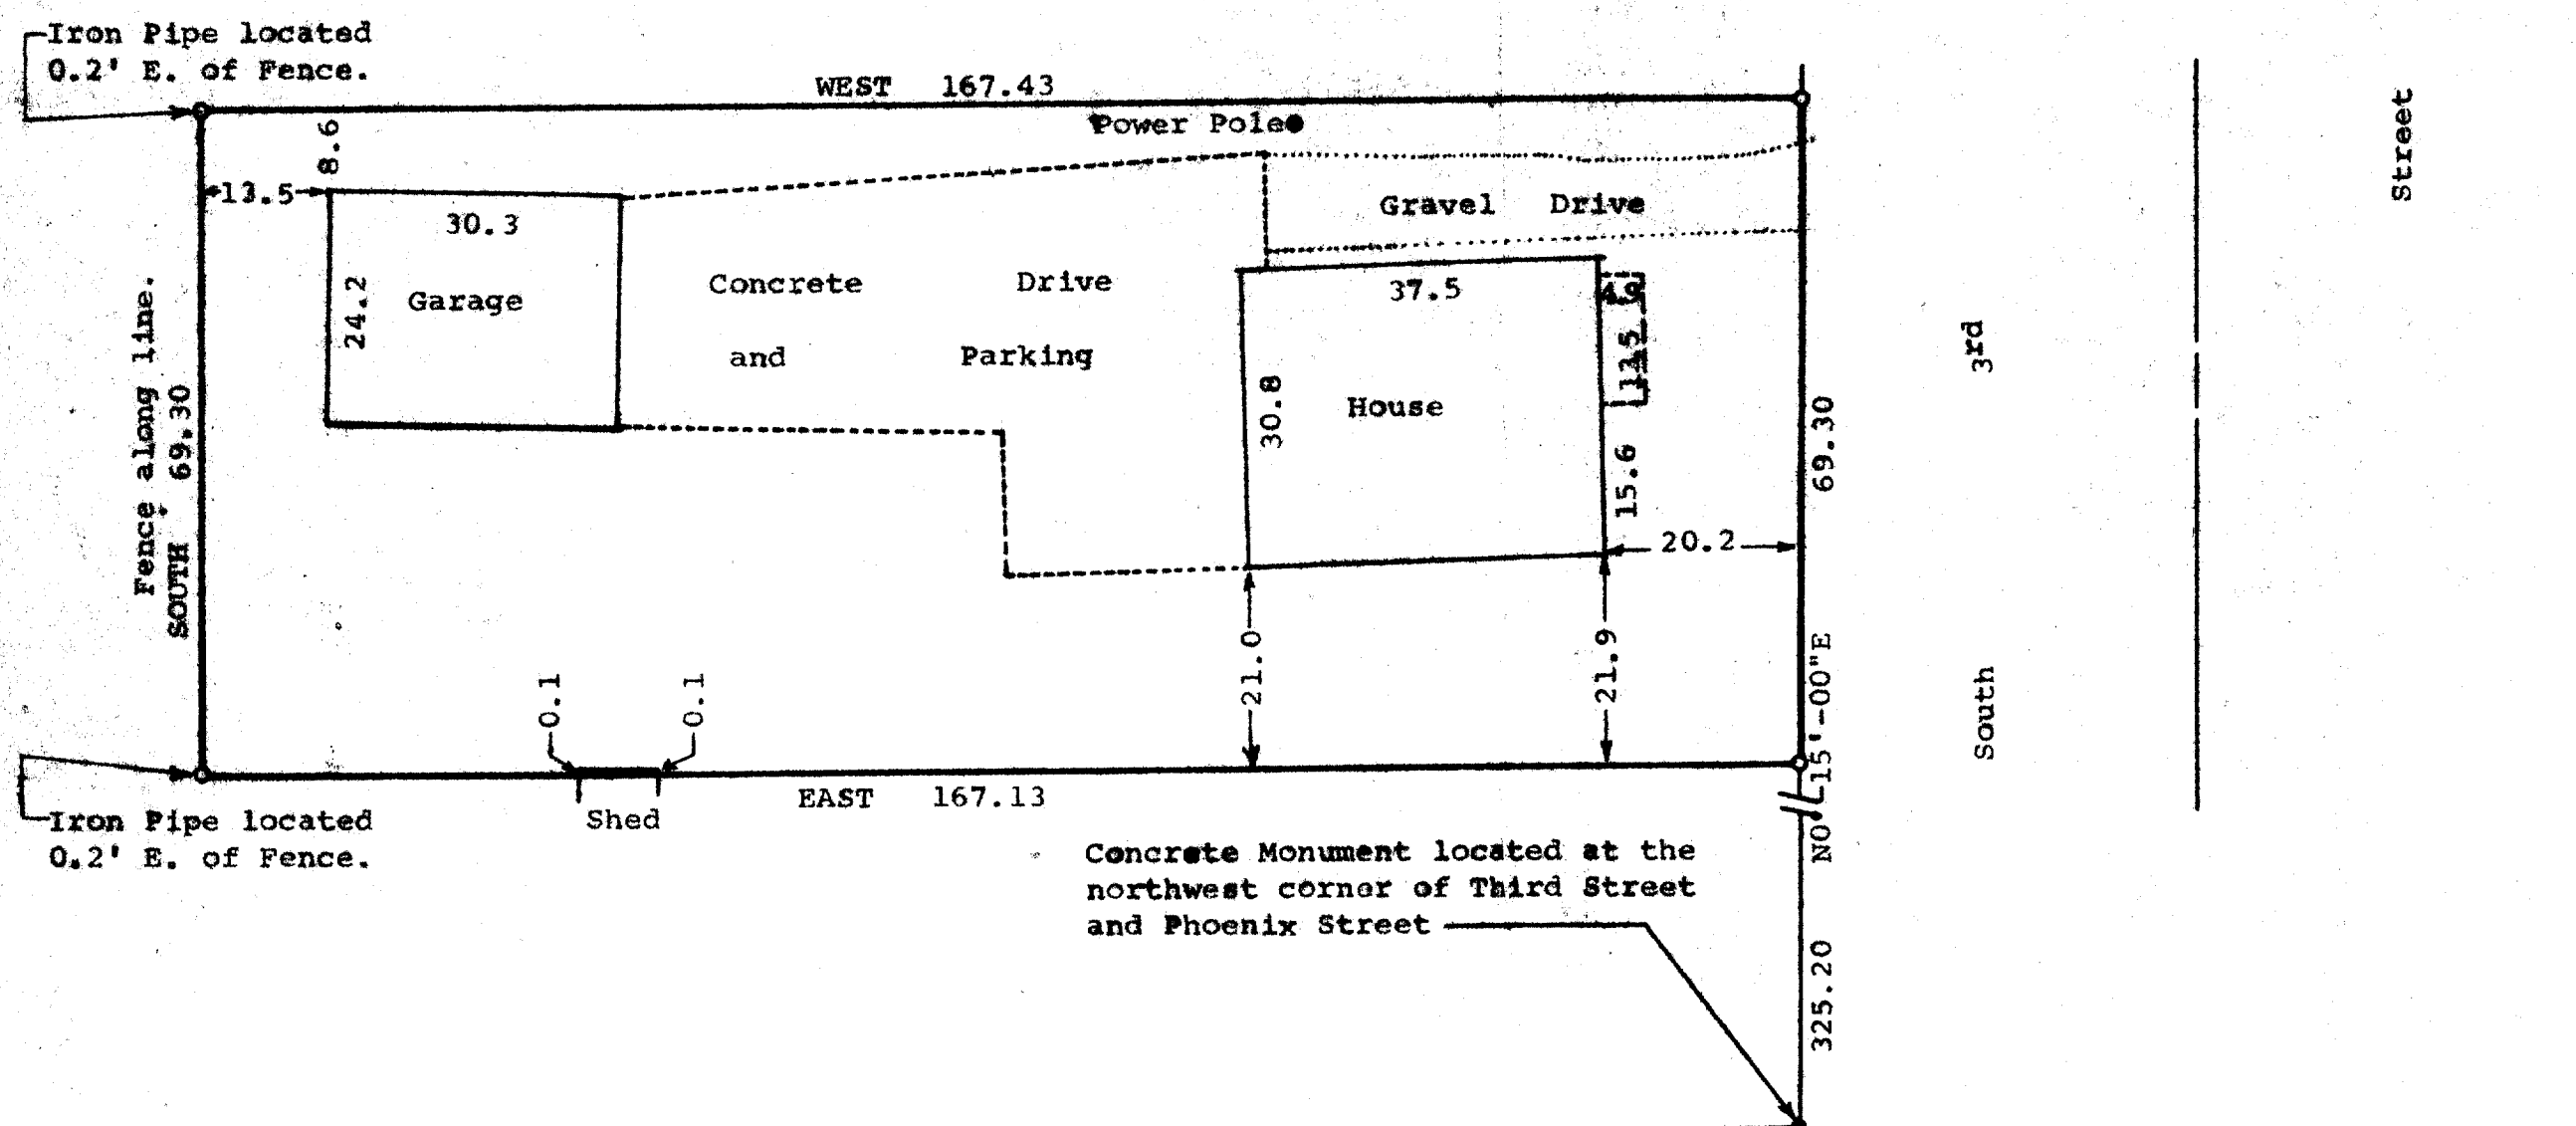 Iron Pipe located
0.2' E. of Fence.
WEST 167.43
Power Pole
8.6
13.5
30.3
24.2
Garage
Gravel Drive
Concrete Drive
and Parking
37.5
4.9
30.8
House
15.6
20.2
21.0
21.9
Fence along line.
SOUTH 69.30
0.1
0.1
Shed
EAST 167.13
Iron Pipe located
0.2' E. of Fence.
69.30
N0°-15'-00"E
325.20
Concrete Monument located at the
northwest corner of Third Street
and Phoenix Street
South 3rd Street